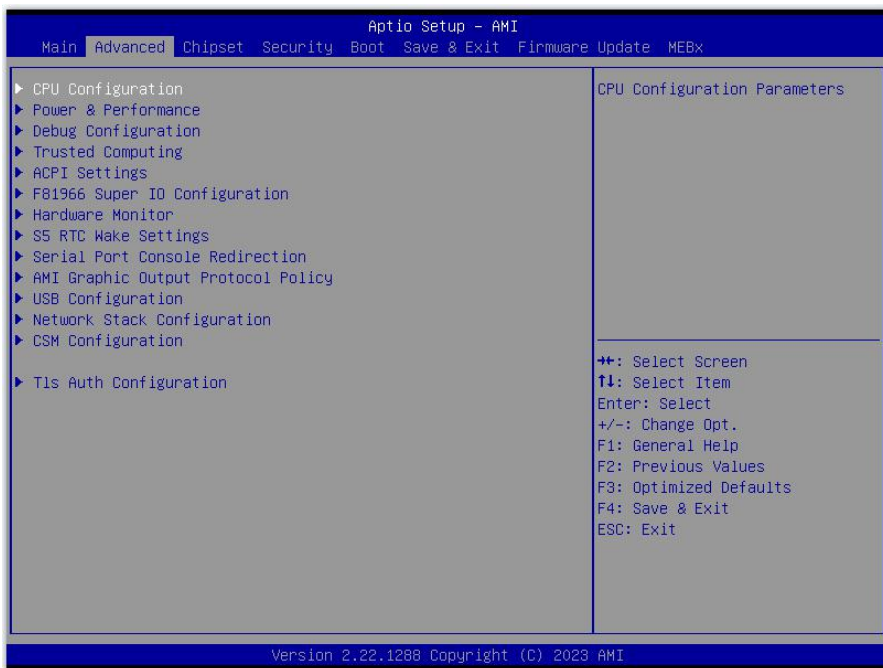 Aptio Setup – AMI
Main Advanced Chipset Security Boot Save & Exit Firmware Update MEBx
CPU Configuration
Power & Performance
Debug Configuration
Trusted Computing
ACPI Settings
F81966 Super IO Configuration
Hardware Monitor
S5 RTC Wake Settings
Serial Port Console Redirection
AMI Graphic Output Protocol Policy
USB Configuration
Network Stack Configuration
CSM Configuration
Tls Auth Configuration
CPU Configuration Parameters
→←: Select Screen
↑↓: Select Item
Enter: Select
+/-: Change Opt.
F1: General Help
F2: Previous Values
F3: Optimized Defaults
F4: Save & Exit
ESC: Exit
Version 2.22.1288 Copyright (C) 2023 AMI